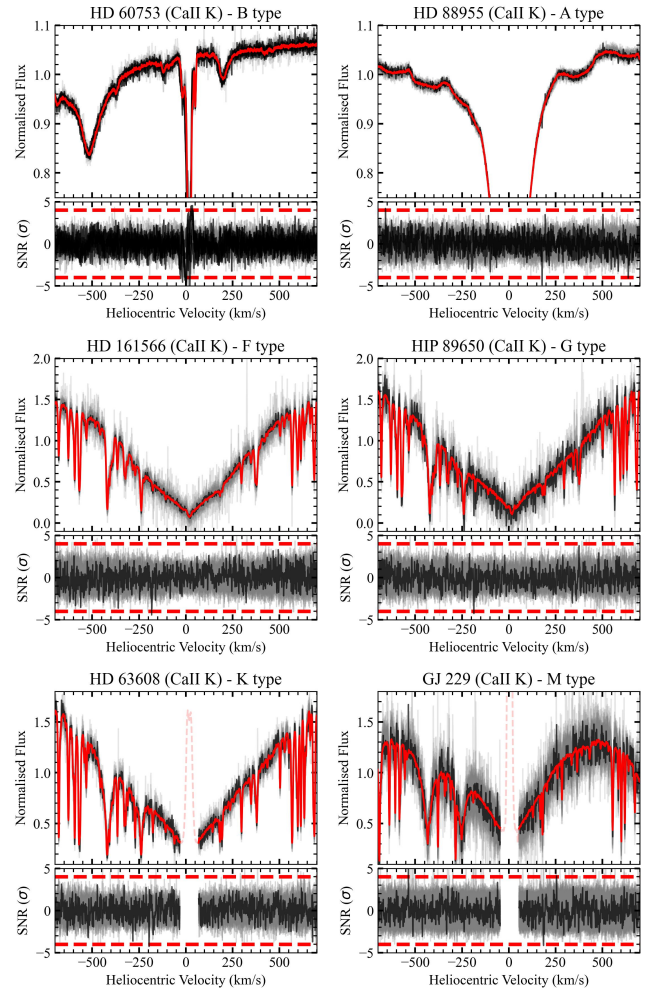 HD 60753 (CaII K) - B type
HD 88955 (CaII K) - A type
Normalised Flux
1.1
1.0
0.9
0.8
Normalised Flux
1.1
1.0
0.9
0.8
SNR (σ)
5
0
−5
SNR (σ)
5
0
−5
−500 −250 0 250 500
−500 −250 0 250 500
Heliocentric Velocity (km/s)
Heliocentric Velocity (km/s)
HD 161566 (CaII K) - F type
HIP 89650 (CaII K) - G type
Normalised Flux
2.0
1.5
1.0
0.5
0.0
Normalised Flux
2.0
1.5
1.0
0.5
0.0
SNR (σ)
5
0
−5
SNR (σ)
5
0
−5
−500 −250 0 250 500
−500 −250 0 250 500
Heliocentric Velocity (km/s)
Heliocentric Velocity (km/s)
HD 63608 (CaII K) - K type
GJ 229 (CaII K) - M type
Normalised Flux
1.5
1.0
0.5
Normalised Flux
1.5
1.0
0.5
SNR (σ)
5
0
−5
SNR (σ)
5
0
−5
−500 −250 0 250 500
−500 −250 0 250 500
Heliocentric Velocity (km/s)
Heliocentric Velocity (km/s)